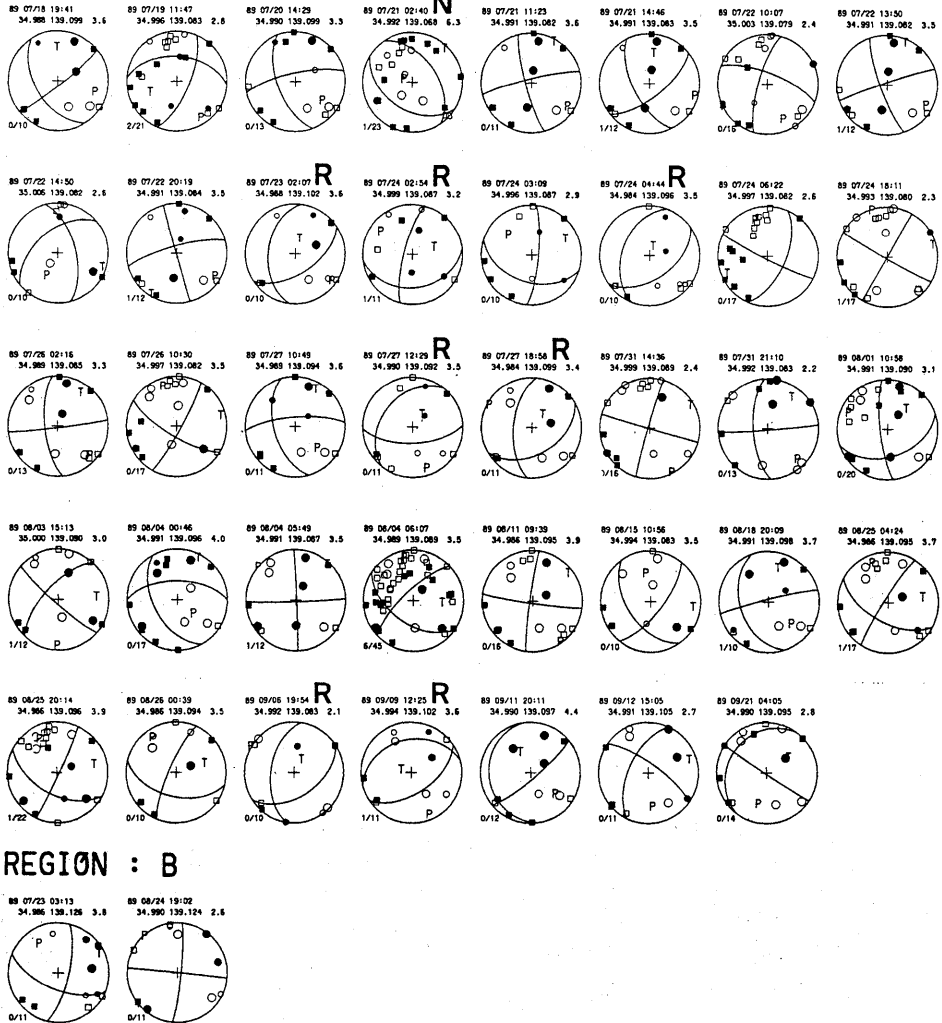 89 07/18 19:41 89 07/19 11:47 89 07/20 14:29 89 07/21 02:40 N 89 07/21 11:23 89 07/21 14:46 89 07/22 10:07 89 07/22 13:50
34.988 139.099 3.6 34.996 139.083 2.8 34.990 139.099 3.3 34.992 139.068 6.3 34.991 139.082 3.6 34.991 139.083 3.5 35.003 139.079 2.4 34.991 139.082 3.5
T T T T T
P P P P P P P P
0/10 2/21 0/13 1/23 0/11 1/12 0/16 1/12
89 07/22 14:50 89 07/22 20:19 89 07/23 02:07 R 89 07/24 02:54 R 89 07/24 03:09 89 07/24 04:44 R 89 07/24 06:22 89 07/24 18:11
35.006 139.082 2.6 34.991 139.084 3.5 34.988 139.102 3.6 34.999 139.087 3.2 34.996 139.087 2.9 34.984 139.096 3.5 34.997 139.082 2.6 34.993 139.080 2.3
0/10 1/12 0/10 1/11 0/10 0/10 0/17 1/17
89 07/26 02:16 89 07/26 10:30 89 07/27 10:49 89 07/27 12:29 R 89 07/27 18:58 R 89 07/31 14:36 89 07/31 21:10 89 08/01 10:58
34.989 139.085 3.3 34.997 139.082 3.5 34.989 139.094 3.6 34.990 139.092 3.5 34.984 139.099 3.4 34.999 139.089 2.4 34.992 139.083 2.2 34.991 139.090 3.1
0/13 0/17 0/11 0/11 0/11 1/16 0/13 0/20
89 08/03 15:13 89 08/04 00:46 89 08/04 05:49 89 08/04 06:07 89 08/11 09:39 89 08/15 10:56 89 08/18 20:09 89 08/25 04:24
35.000 139.090 3.0 34.991 139.096 4.0 34.991 139.087 3.5 34.989 139.089 3.5 34.986 139.095 3.9 34.994 139.083 3.5 34.991 139.098 3.7 34.986 139.095 3.7
1/12 0/17 1/12 6/45 0/16 0/10 1/10 1/17
89 08/25 20:14 89 08/26 00:39 89 09/06 19:54 R 89 09/09 12:25 R 89 09/11 20:11 89 09/12 15:05 89 09/21 04:05
34.986 139.096 3.9 34.986 139.094 3.5 34.992 139.083 2.1 34.994 139.102 3.6 34.990 139.097 4.4 34.991 139.105 2.7 34.990 139.095 2.8
1/22 0/10 0/10 1/11 0/12 0/11 0/14
REGION : B
89 07/23 03:13 89 08/24 19:02
34.986 139.126 3.8 34.990 139.124 2.6
P P
T
0/11 0/11